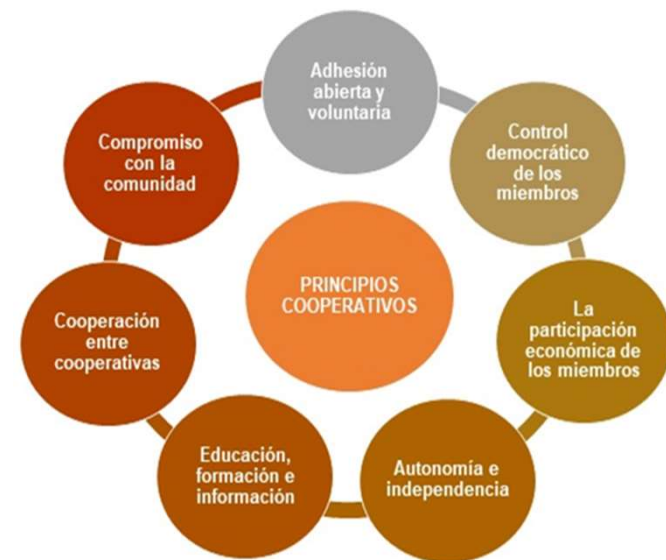 Adhesión
abierta y
voluntaria
Control
democrático
de los
miembros
La
participación
económica de
los miembros
Autonomía e
independencia
Educación,
formación e
información
Cooperación
entre
cooperativas
Compromiso
con la
comunidad
PRINCIPIOS
COOPERATIVOS